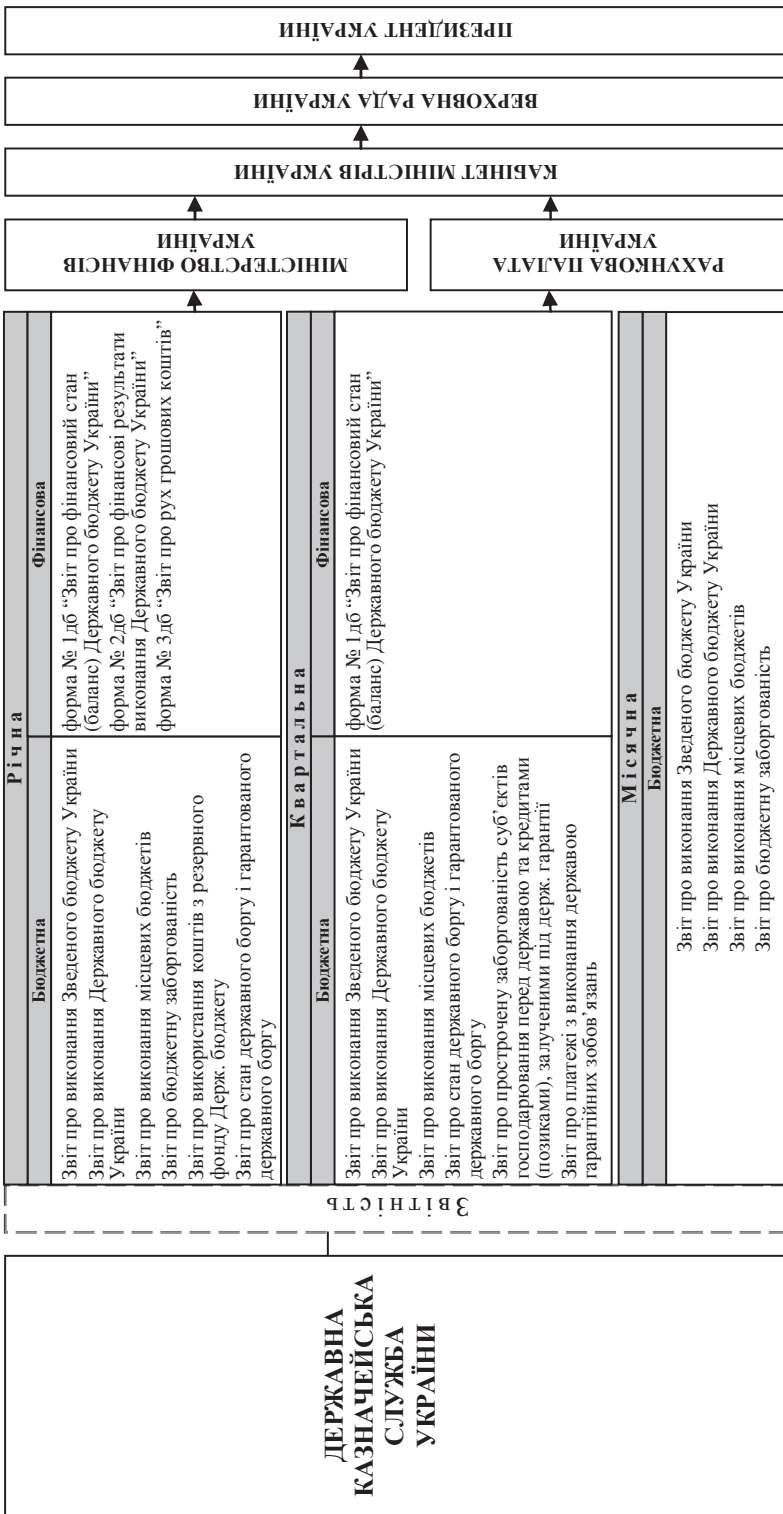 ДЕРЖАВНА
КАЗНАЧЕЙСЬКА
СЛУЖБА
УКРАЇНИ
Звітність
Річна
Бюджетна
Звіт про виконання Зведеного бюджету України
Звіт про виконання Державного бюджету
України
Звіт про виконання місцевих бюджетів
Звіт про бюджетну заборгованість
Звіт про використання коштів з резервного
фонду Держ. бюджету
Звіт про стан державного боргу і гарантованого
державного боргу
Фінансова
форма № 1дб “Звіт про фінансовий стан
(баланс) Державного бюджету України”
форма № 2дб “Звіт про фінансові результати
виконання Державного бюджету України”
форма № 3дб “Звіт про рух грошових коштів”
Квартальна
Бюджетна
Звіт про виконання Зведеного бюджету України
Звіт про виконання Державного бюджету
України
Звіт про виконання місцевих бюджетів
Звіт про стан державного боргу і гарантованого
державного боргу
Звіт про прострочену заборгованість суб’єктів
господарювання перед державою та кредитами
(позиками), залученими під держ. гарантії
Звіт про платежі з виконання державою
гарантійних зобов’язань
Фінансова
форма № 1дб “Звіт про фінансовий стан
(баланс) Державного бюджету України”
Місячна
Бюджетна
Звіт про виконання Зведеного бюджету України
Звіт про виконання Державного бюджету України
Звіт про виконання місцевих бюджетів
Звіт про бюджетну заборгованість
МІНІСТЕРСТВО ФІНАНСІВ
УКРАЇНИ
РАХУНКОВА ПАЛАТА
УКРАЇНИ
КАБІНЕТ МІНІСТРІВ УКРАЇНИ
ВЕРХОВНА РАДА УКРАЇНИ
ПРЕЗИДЕНТ УКРАЇНИ